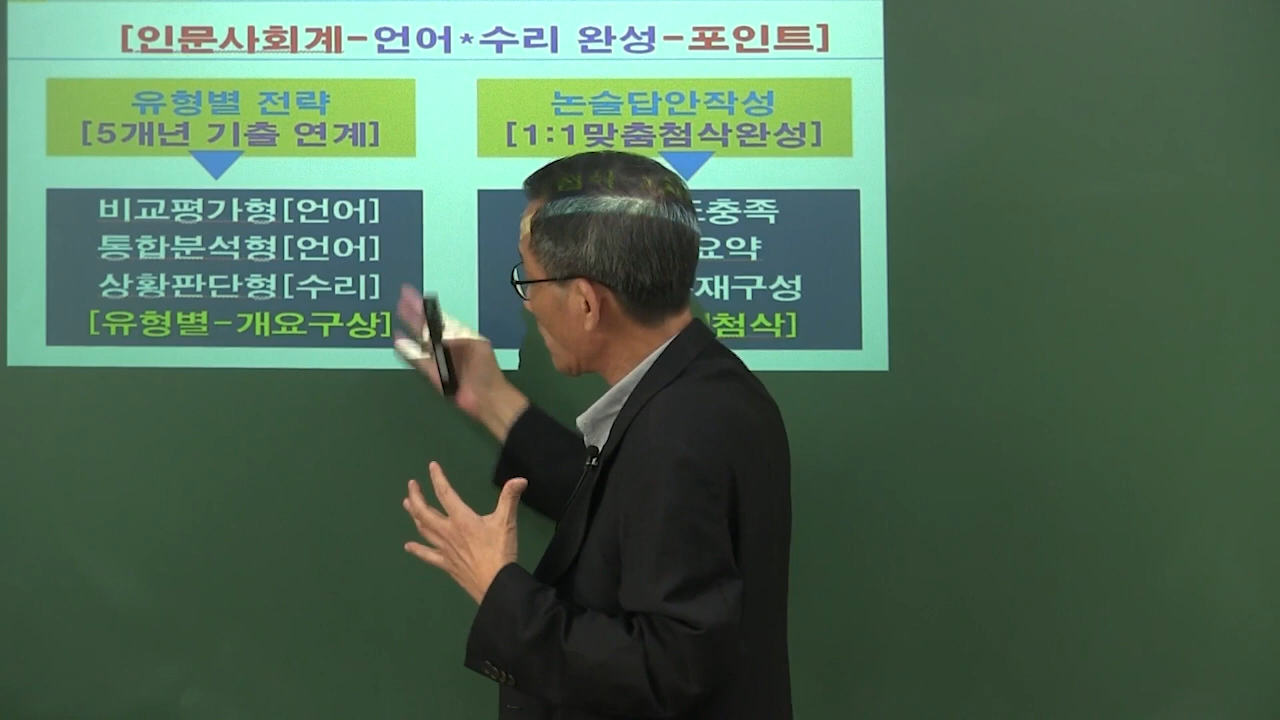 [인문사회계-언어*수리 완성-포인트]
유형별 전략
[5개년 기출 연계]
비교평가형[언어]
통합분석형[언어]
상황판단형[수리]
[유형별-개요구상]
논술답안작성
[1:1맞춤첨삭완성]
충족
요약
재구성
첨삭]